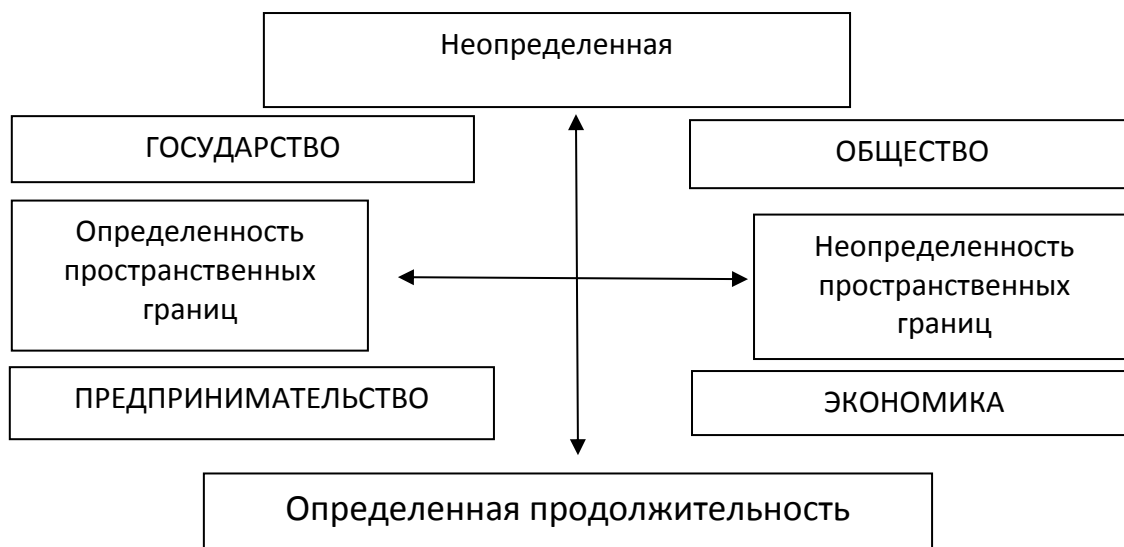 Неопределенная
ГОСУДАРСТВО
ОБЩЕСТВО
Определенность
пространственных
границ
Неопределенность
пространственных
границ
ПРЕДПРИНИМАТЕЛЬСТВО
ЭКОНОМИКА
Определенная продолжительность